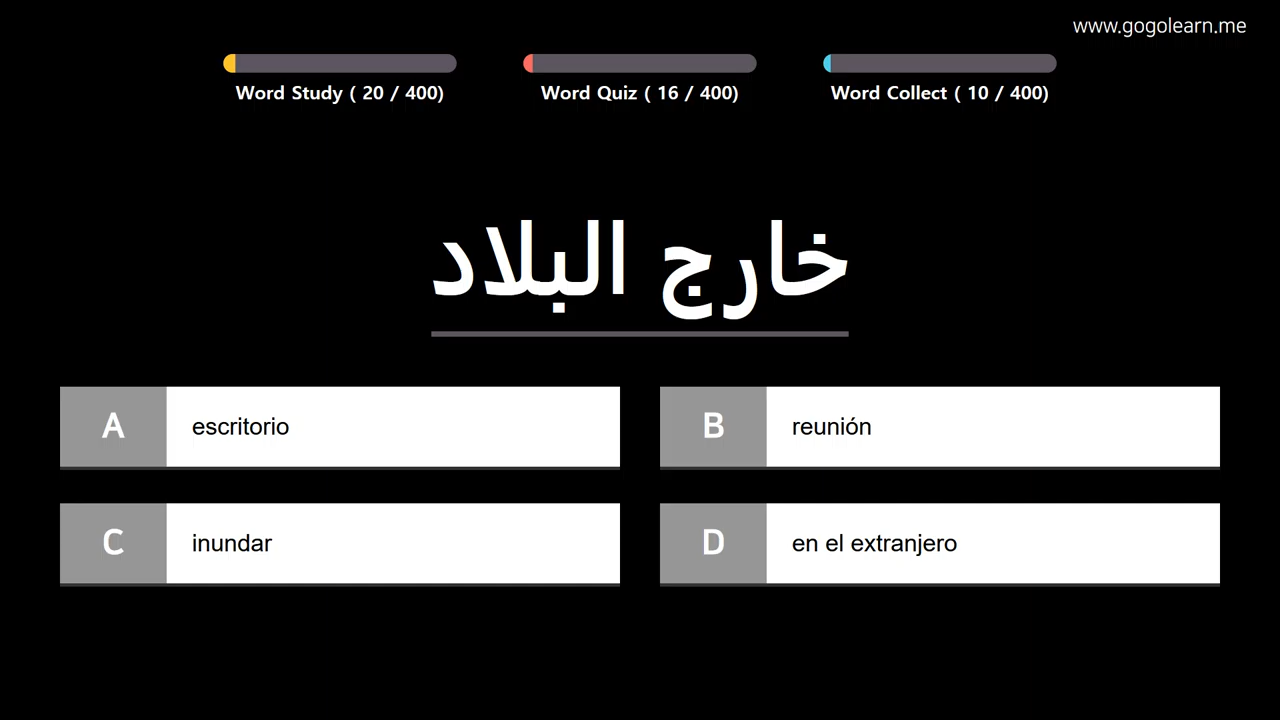 www.gogolearn.me
Word Study ( 20 / 400)
Word Quiz ( 16 / 400)
Word Collect ( 10 / 400)
خارج البلاد
A escritorio
B reunión
C inundar
D en el extranjero